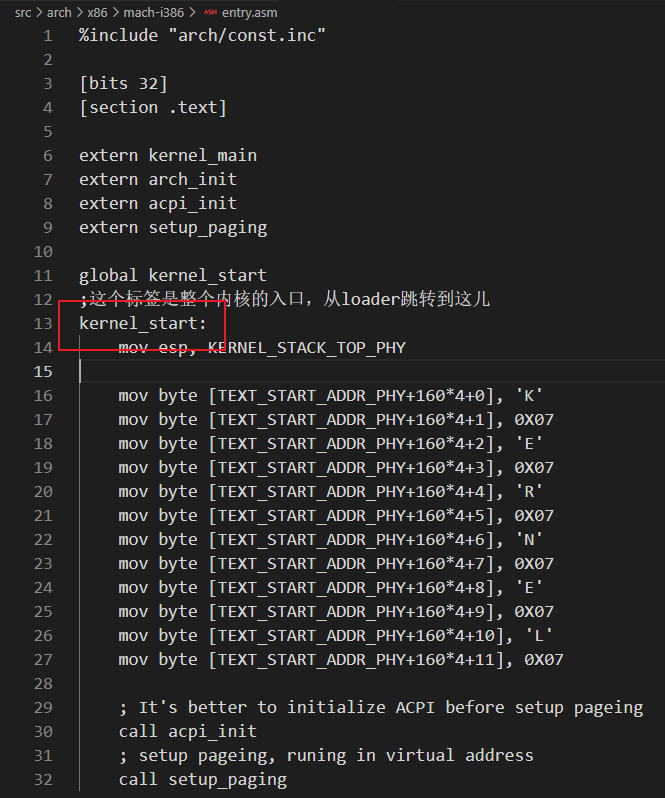 src > arch > x86 > mach-i386 > ASM entry.asm
1 %include "arch/const.inc"
2
3 [bits 32]
4 [section .text]
5
6 extern kernel_main
7 extern arch_init
8 extern acpi_init
9 extern setup_paging
10
11 global kernel_start
12 ;这个标签是整个内核的入口，从loader跳转到这儿
13 kernel_start:
14 mov esp, KERNEL_STACK_TOP_PHY
15
16 mov byte [TEXT_START_ADDR_PHY+160*4+0], 'K'
17 mov byte [TEXT_START_ADDR_PHY+160*4+1], 0X07
18 mov byte [TEXT_START_ADDR_PHY+160*4+2], 'E'
19 mov byte [TEXT_START_ADDR_PHY+160*4+3], 0X07
20 mov byte [TEXT_START_ADDR_PHY+160*4+4], 'R'
21 mov byte [TEXT_START_ADDR_PHY+160*4+5], 0X07
22 mov byte [TEXT_START_ADDR_PHY+160*4+6], 'N'
23 mov byte [TEXT_START_ADDR_PHY+160*4+7], 0X07
24 mov byte [TEXT_START_ADDR_PHY+160*4+8], 'E'
25 mov byte [TEXT_START_ADDR_PHY+160*4+9], 0X07
26 mov byte [TEXT_START_ADDR_PHY+160*4+10], 'L'
27 mov byte [TEXT_START_ADDR_PHY+160*4+11], 0X07
28
29 ; It's better to initialize ACPI before setup pageing
30 call acpi_init
31 ; setup pageing, runing in virtual address
32 call setup_paging